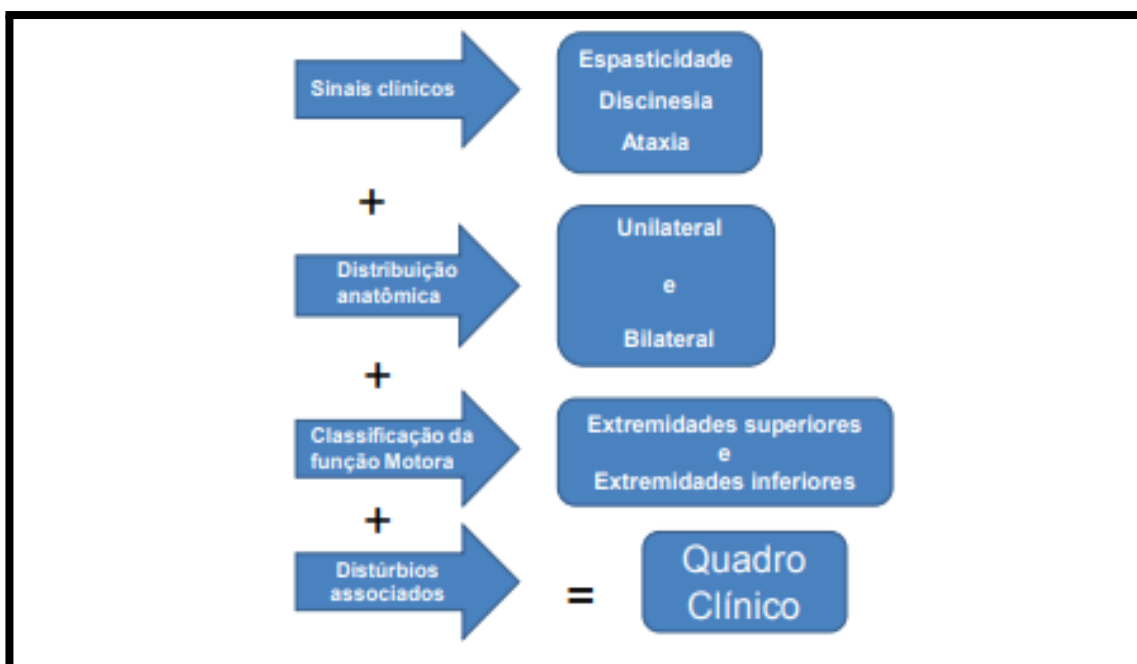 Sinais clinicos
Espasticidade
Discinesia
Ataxia
+
Distribuição
anatômica
Unilateral
e
Bilateral
+
Classificação da
função Motora
Extremidades superiores
e
Extremidades inferiores
+
Distúrbios
associados
=
Quadro
Clínico